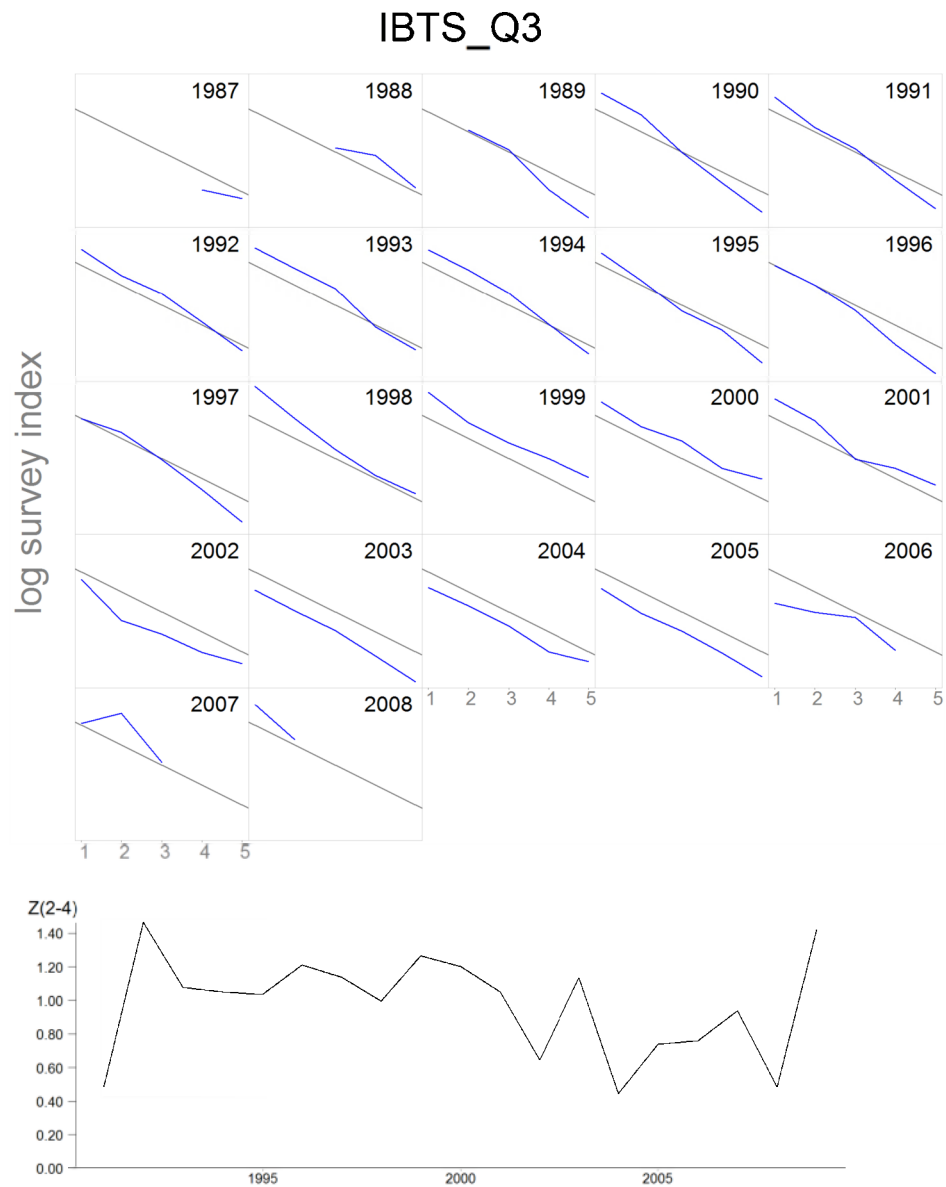 IBTS_Q3
1987 1988 1989 1990 1991
1992 1993 1994 1995 1996
log survey index
1997 1998 1999 2000 2001
2002 2003 2004 2005 2006
1 2 3 4 5 1 2 3 4 5
2007 2008
1 2 3 4 5
Z(2-4)
1.40
1.20
1.00
0.80
0.60
0.40
0.20
0.00
1995 2000 2005